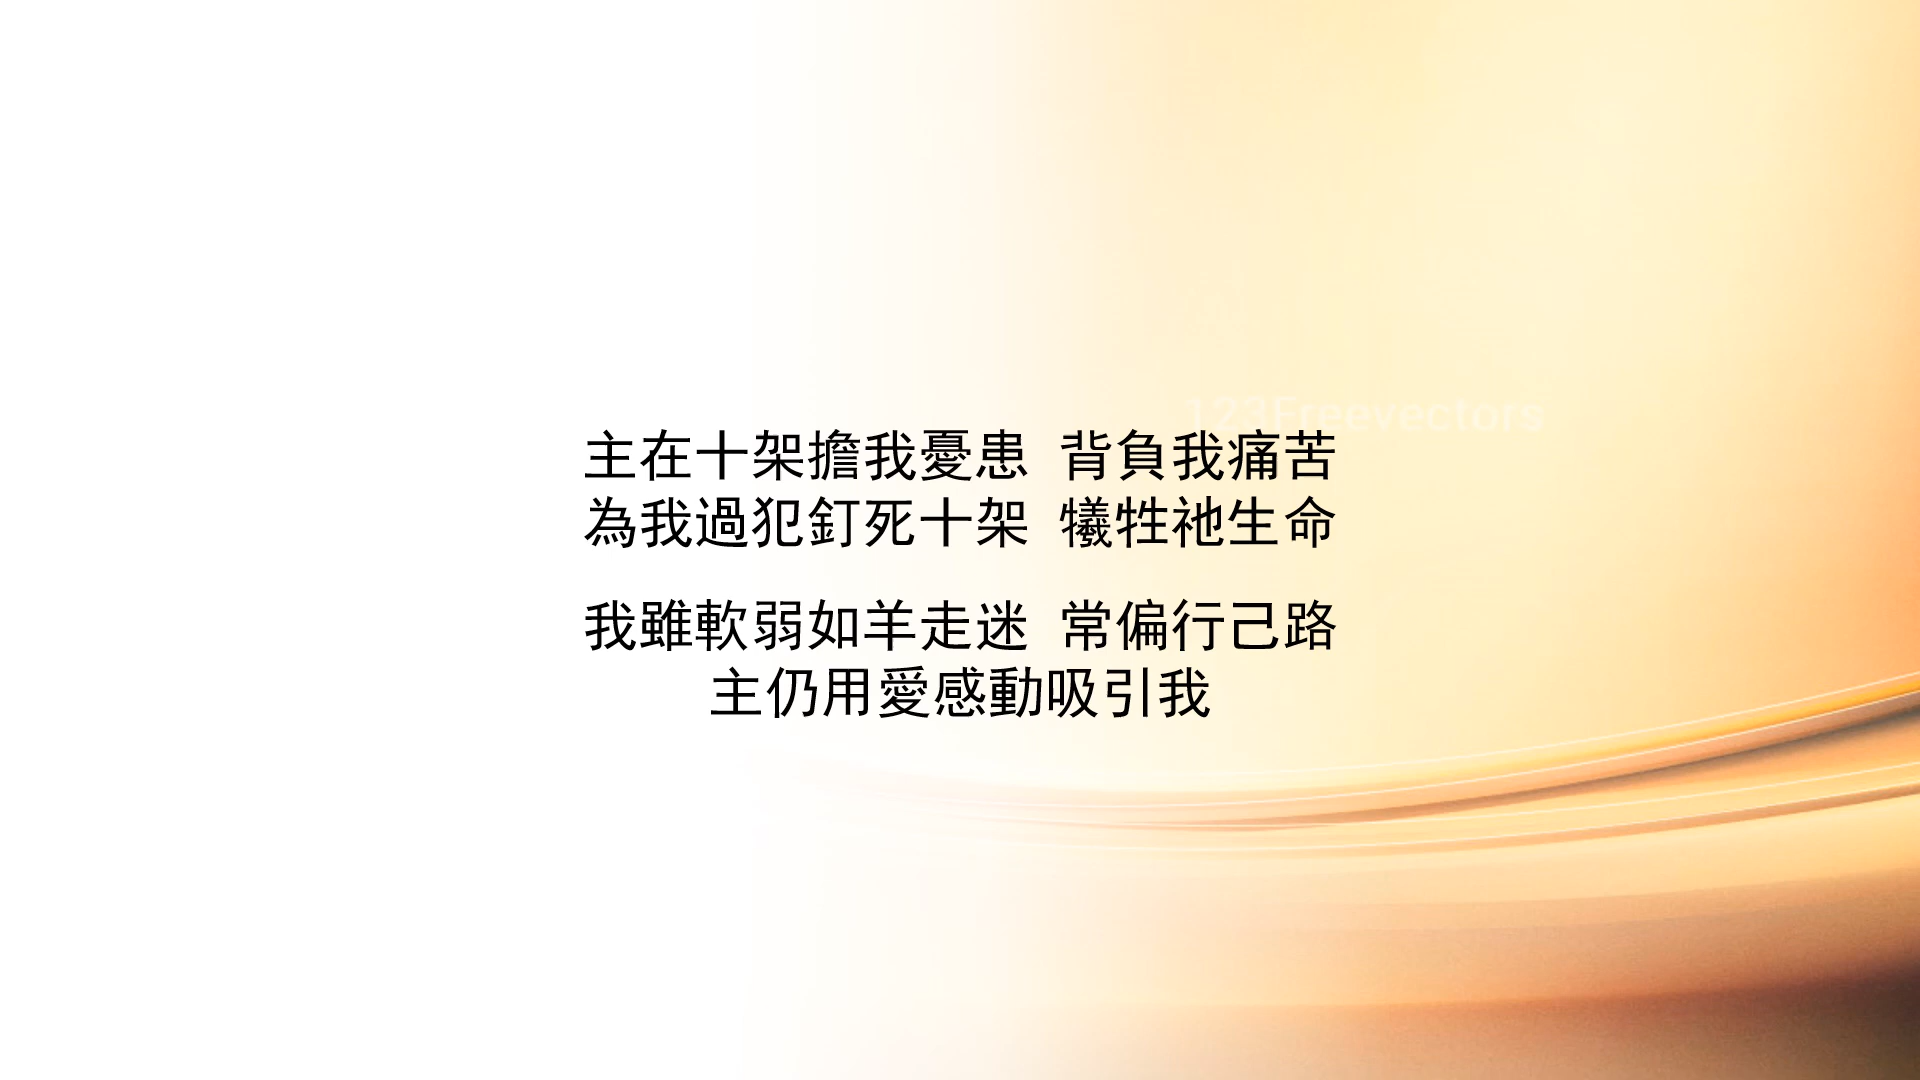 123Freevectors
主在十架擔我憂患 背負我痛苦
為我過犯釘死十架 犧牲祂生命
我雖軟弱如羊走迷 常偏行己路
主仍用愛感動吸引我